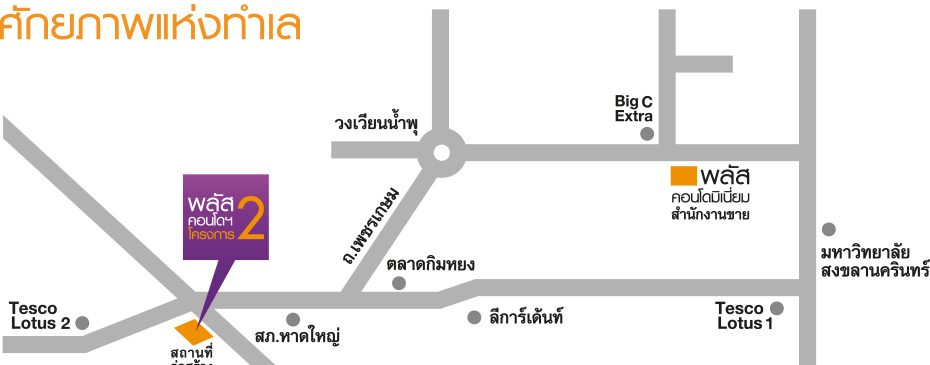 ศักยภาพแห่งทำเล
Big C
Extra
วงเวียนน้ำพุ
พลัส
คอนโดมิเนี่ยม
สำนักงานขาย
พลัส
คอนโดฯ
โครงการ
2
ถ.เพชรเกษม
ตลาดกิมหยง
มหาวิทยาลัย
สงขลานครินทร์
Tesco
Lotus 2
สภ.หาดใหญ่
ลีการ์เด้นท์
Tesco
Lotus 1
สถานที่
ก่อสร้าง